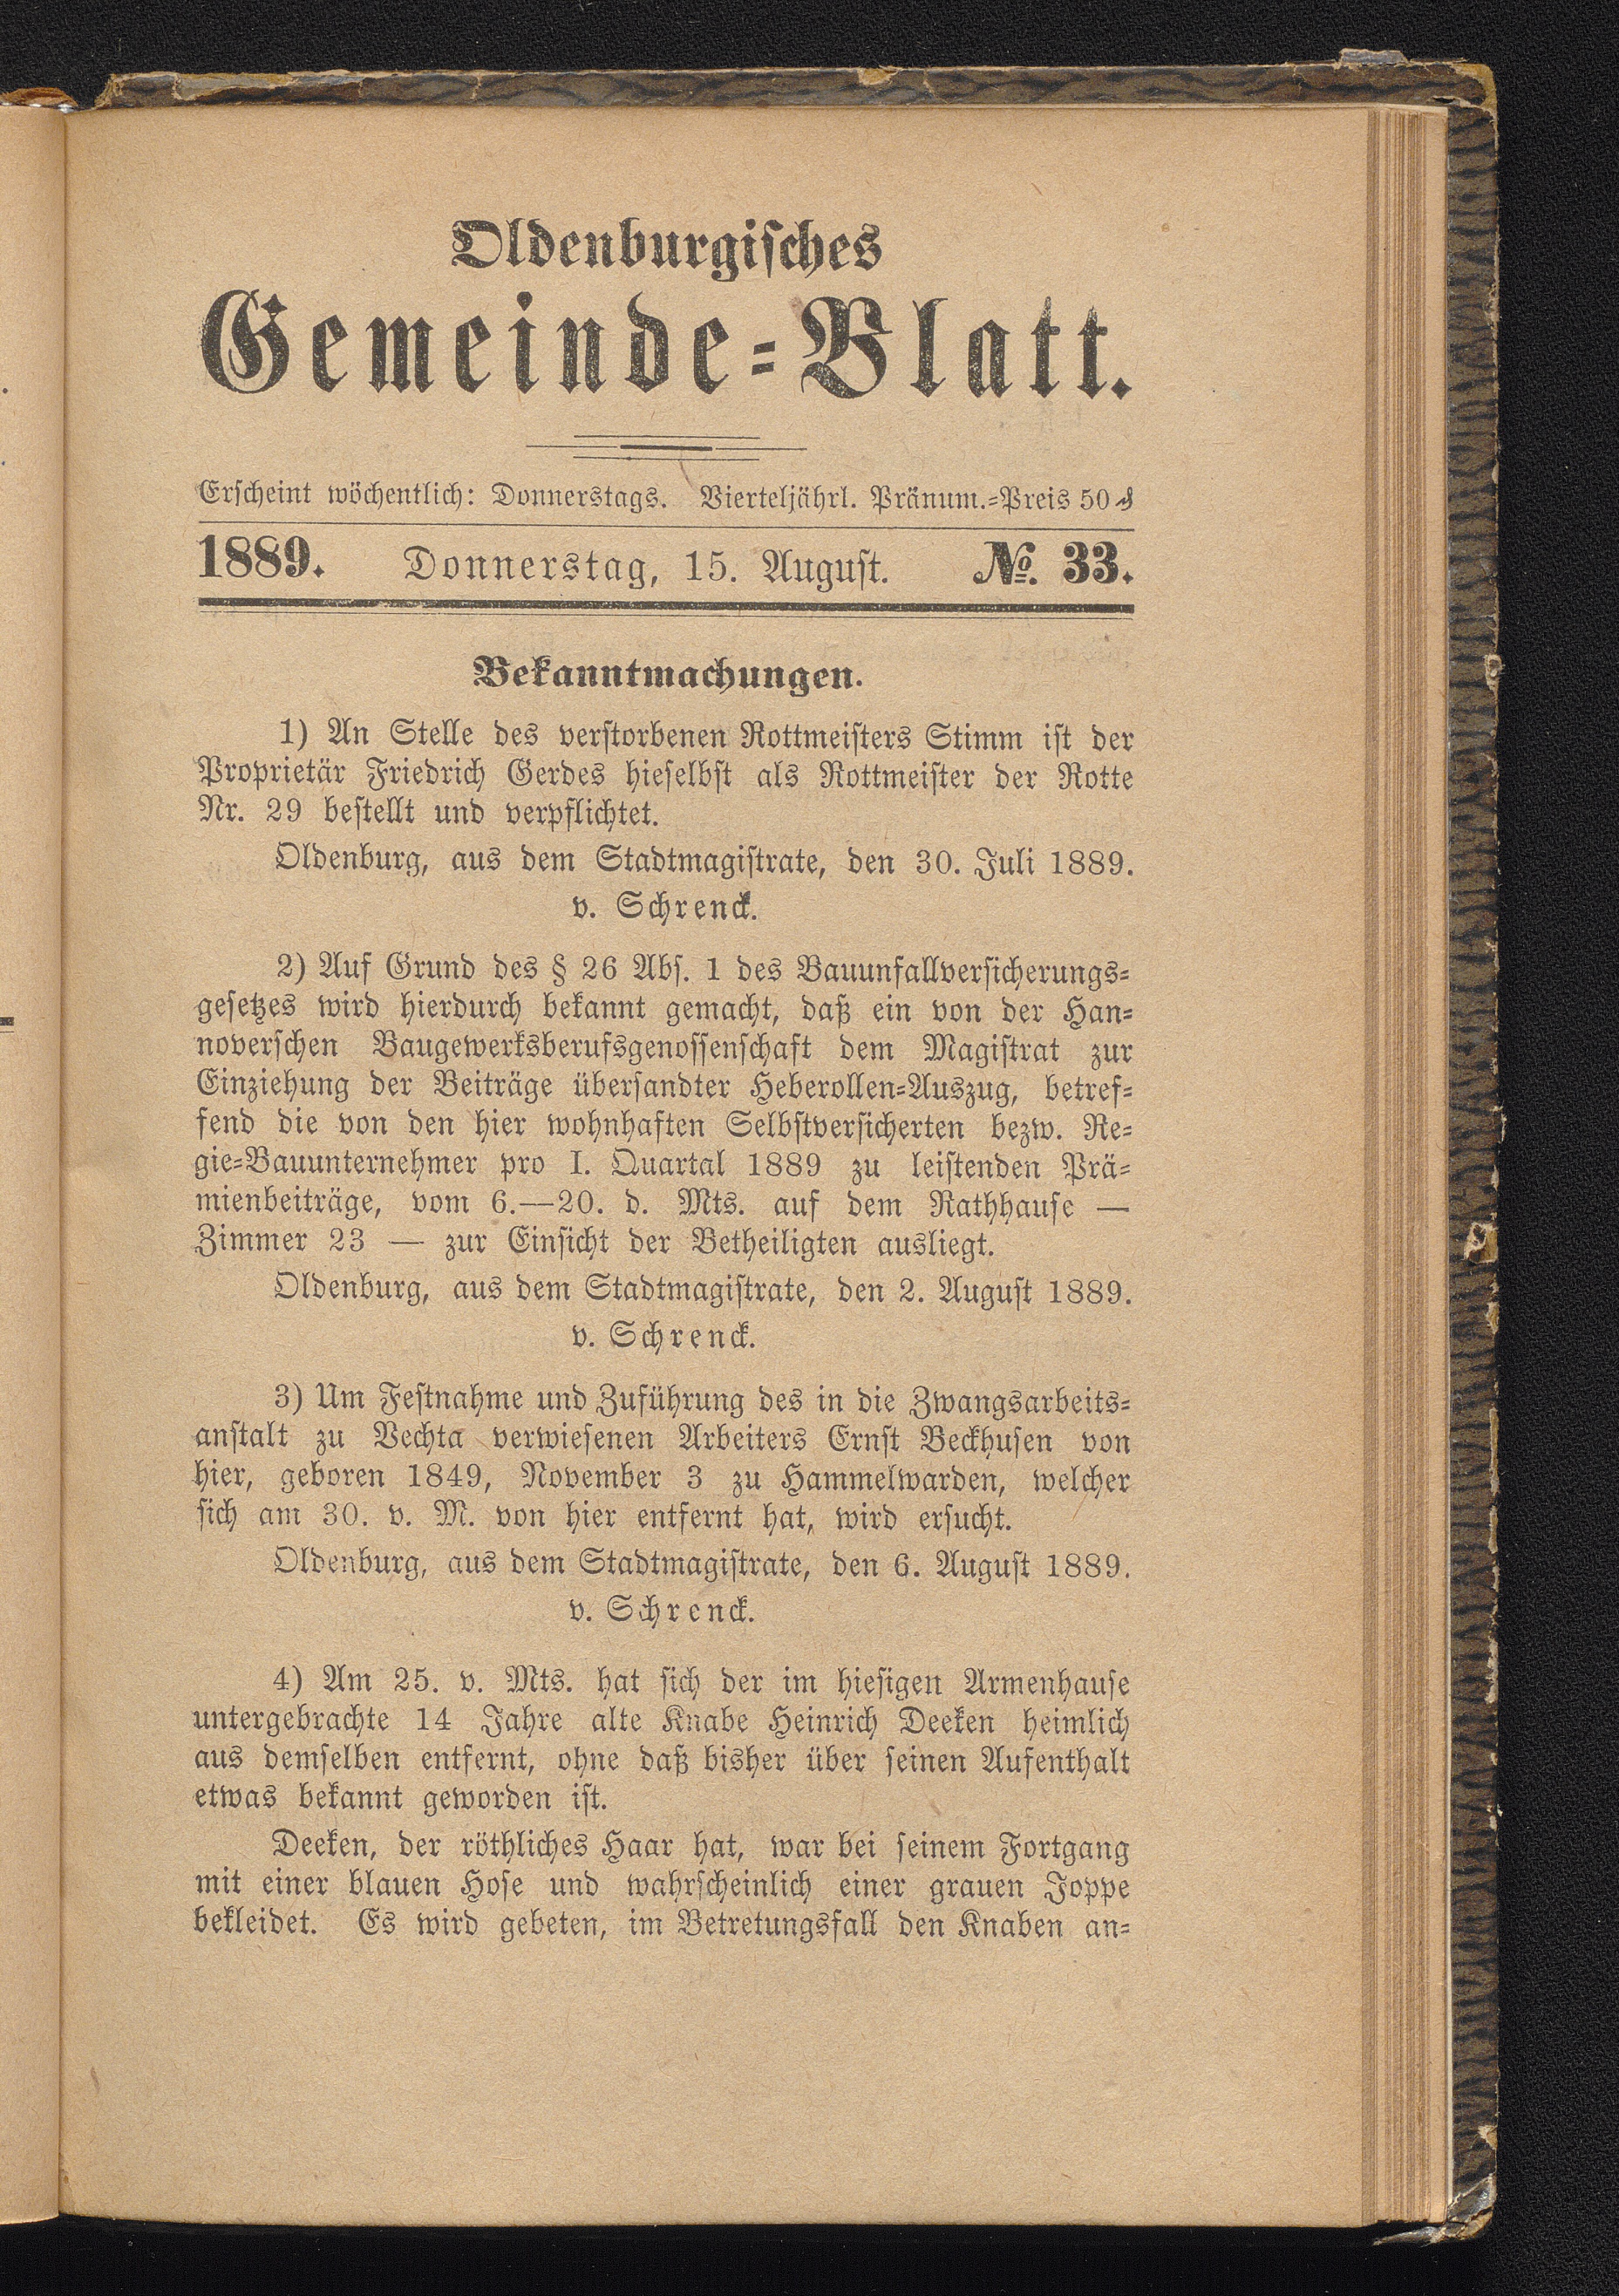 Oldenburgisches
Gemeinde-Blatt.
Erscheint wöchentlich: Donnerstags. Vierteljährl. Pränum.-Preis 50 ₰
1889. Donnerstag, 15. August. №. 33.
Bekanntmachungen.
1) An Stelle des verstorbenen Rottmeisters Stimm ist der
Proprietär Friedrich Gerdes hieselbst als Rottmeister der Rotte
Nr. 29 bestellt und verpflichtet.
Oldenburg, aus dem Stadtmagistrate, den 30. Juli 1889.
v. Schrenck.
2) Auf Grund des § 26 Abs. 1 des Bauunfallversicherungs-
gesetzes wird hierdurch bekannt gemacht, daß ein von der Han-
noverschen Baugewerksberufsgenossenschaft dem Magistrat zur
Einziehung der Beiträge übersandter Heberollen-Auszug, betref-
fend die von den hier wohnhaften Selbstversicherten bezw. Re-
gie-Bauunternehmer pro I. Quartal 1889 zu leistenden Prä-
mienbeiträge, vom 6.—20. d. Mts. auf dem Rathhause —
Zimmer 23 — zur Einsicht der Betheiligten ausliegt.
Oldenburg, aus dem Stadtmagistrate, den 2. August 1889.
v. Schrenck.
3) Um Festnahme und Zuführung des in die Zwangsarbeits-
anstalt zu Vechta verwiesenen Arbeiters Ernst Beckhusen von
hier, geboren 1849, November 3 zu Hammelwarden, welcher
sich am 30. v. M. von hier entfernt hat, wird ersucht.
Oldenburg, aus dem Stadtmagistrate, den 6. August 1889.
v. Schrenck.
4) Am 25. v. Mts. hat sich der im hiesigen Armenhause
untergebrachte 14 Jahre alte Knabe Heinrich Deeken heimlich
aus demselben entfernt, ohne daß bisher über seinen Aufenthalt
etwas bekannt geworden ist.
Deeken, der röthliches Haar hat, war bei seinem Fortgang
mit einer blauen Hose und wahrscheinlich einer grauen Joppe
bekleidet. Es wird gebeten, im Betretungsfall den Knaben an-